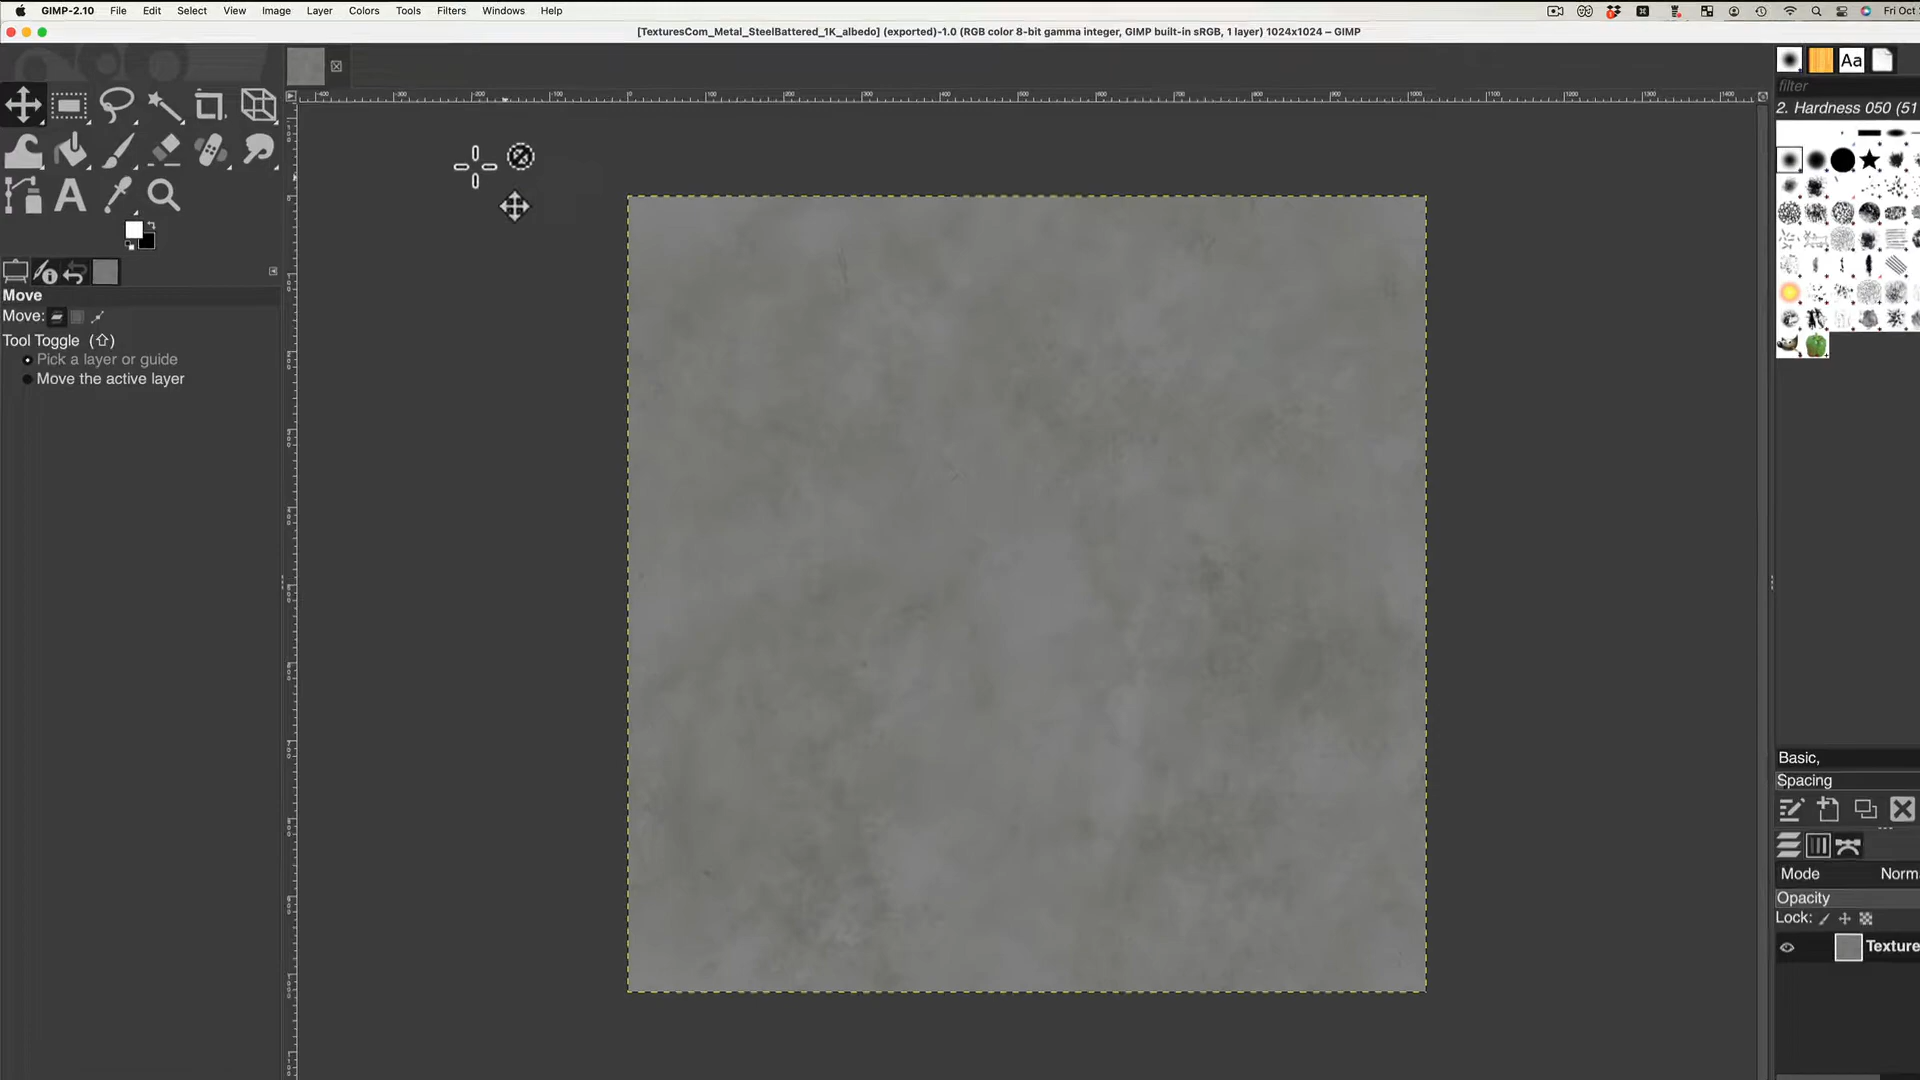 GIMP-2.10 File Edit Select View Image Layer Colors Tools Filters Windows Help Fri Oct
[TexturesCom_Metal_SteelBattered_1K_albedo] (exported)-1.0 (RGB color 8-bit gamma integer, GIMP built-in sRGB, 1 layer) 1024x1024 – GIMP
Aa
filter
2. Hardness 050 (51
A
Move
Move:
Tool Toggle (⇧)
Pick a layer or guide
Move the active layer
Basic,
Spacing
Mode Norm
Opacity
Lock:
Texture